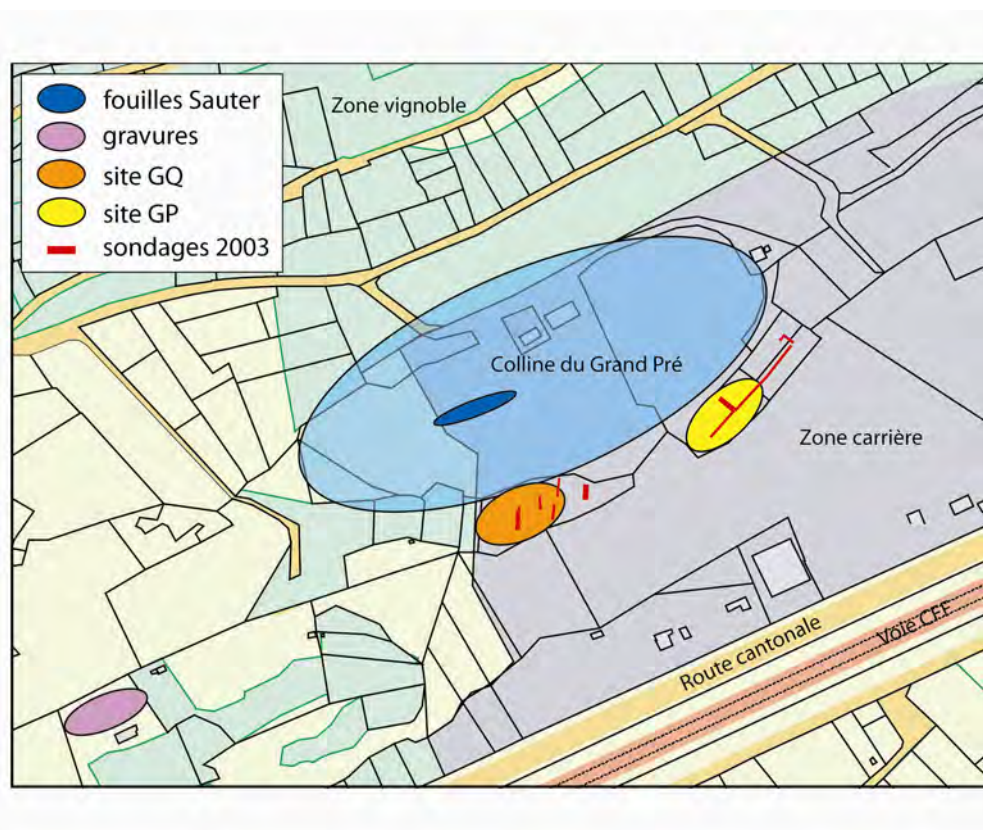 fouilles Sauter
gravures
site GQ
site GP
sondages 2003
Zone vignoble
Colline du Grand Pré
Zone carrière
Route cantonale
Voie CFF